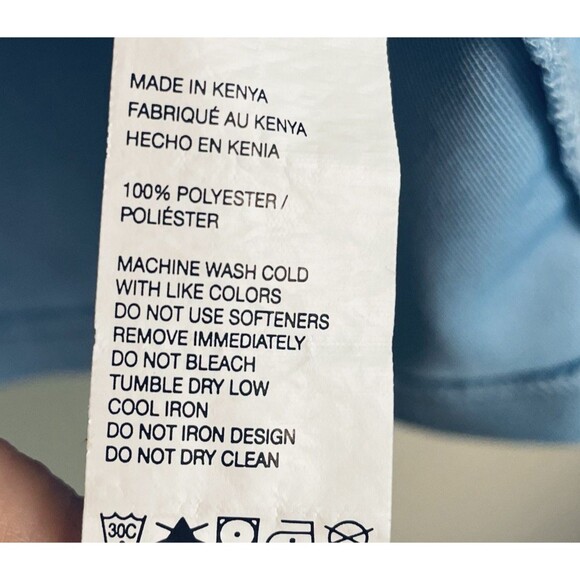 MADE IN KENYA
FABRIQUÉ AU KENYA
HECHO EN KENIA
100% POLYESTER /
POLIÉSTER
MACHINE WASH COLD
WITH LIKE COLORS
DO NOT USE SOFTENERS
REMOVE IMMEDIATELY
DO NOT BLEACH
TUMBLE DRY LOW
COOL IRON
DO NOT IRON DESIGN
DO NOT DRY CLEAN
30C